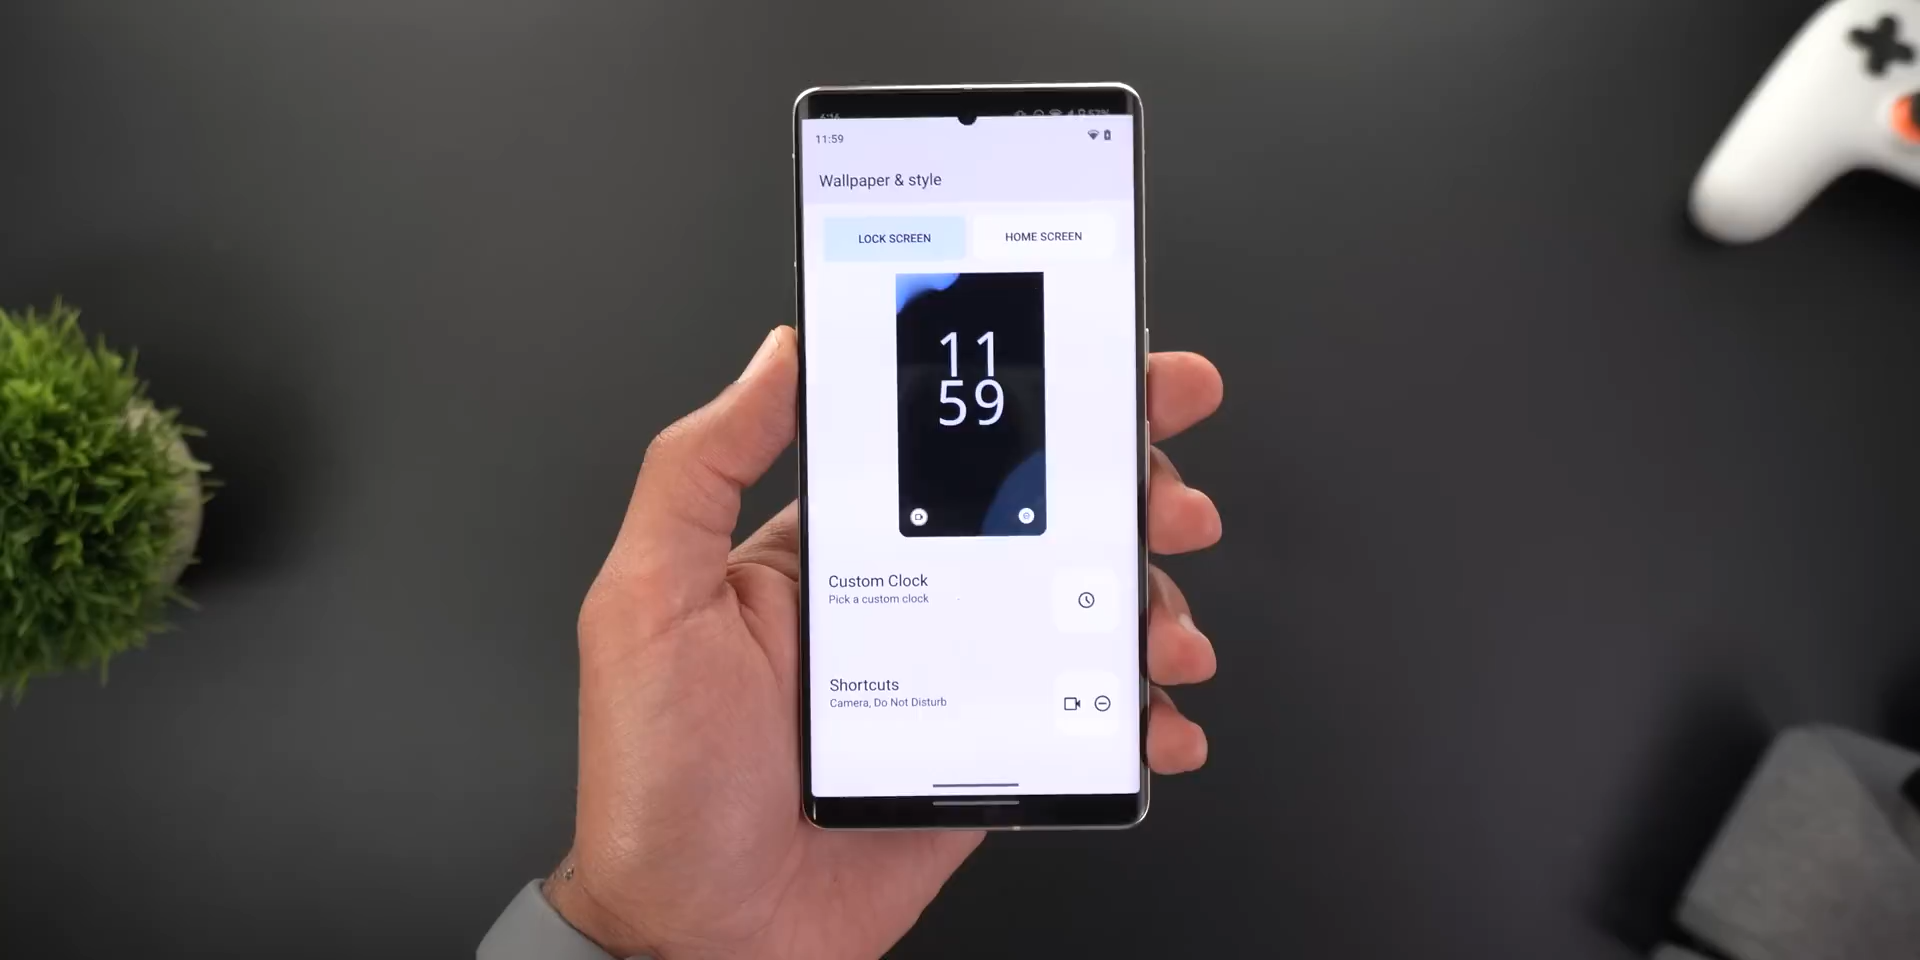 11:59
Wallpaper & style
LOCK SCREEN
HOME SCREEN
11
59
Custom Clock
Pick a custom clock
Shortcuts
Camera, Do Not Disturb